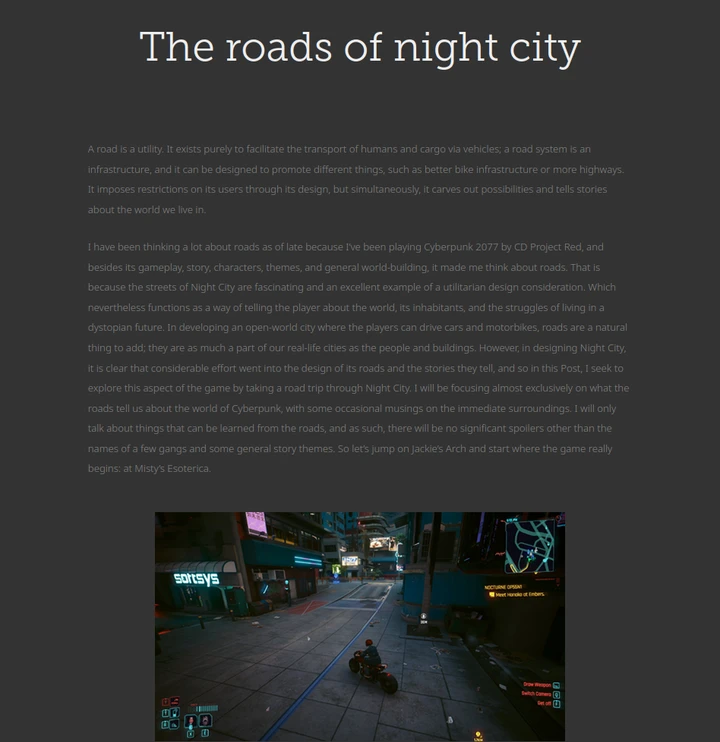 The roads of night city
A road is a utility. It exists purely to facilitate the transport of humans and cargo via vehicles; a road system is an
infrastructure, and it can be designed to promote different things, such as better bike infrastructure or more highways.
It imposes restrictions on its users through its design, but simultaneously, it carves out possibilities and tells stories
about the world we live in.
I have been thinking a lot about roads as of late because I've been playing Cyberpunk 2077 by CD Project Red, and
besides its gameplay, story, characters, themes, and general world-building, it made me think about roads. That is
because the streets of Night City are fascinating and an excellent example of a utilitarian design consideration. Which
nevertheless functions as a way of telling the player about the world, its inhabitants, and the struggles of living in a
dystopian future. In developing an open-world city where the players can drive cars and motorbikes, roads are a natural
thing to add; they are as much a part of our real-life cities as the people and buildings. However, in designing Night City,
it is clear that considerable effort went into the design of its roads and the stories they tell, and so in this Post, I seek to
explore this aspect of the game by taking a road trip through Night City. I will be focusing almost exclusively on what the
roads tell us about the world of Cyberpunk, with some occasional musings on the immediate surroundings. I will only
talk about things that can be learned from the roads, and as such, there will be no significant spoilers other than the
names of a few gangs and some general story themes. So let's jump on Jackie's Arch and start where the game really
begins: at Misty's Esoterica.
softsys
NOCTURNE OP55N1
Meet Hanako at Embers.
Draw Weapon
Switch Camera
Get off